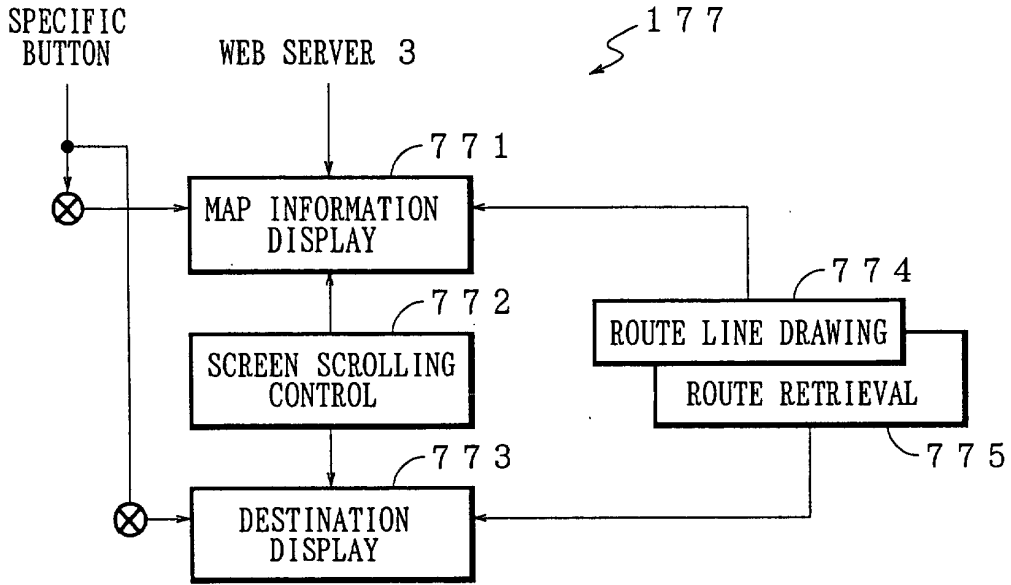 SPECIFIC
BUTTON
WEB SERVER 3
177
771
MAP INFORMATION
DISPLAY
772
SCREEN SCROLLING
CONTROL
773
DESTINATION
DISPLAY
774
ROUTE LINE DRAWING
ROUTE RETRIEVAL
775